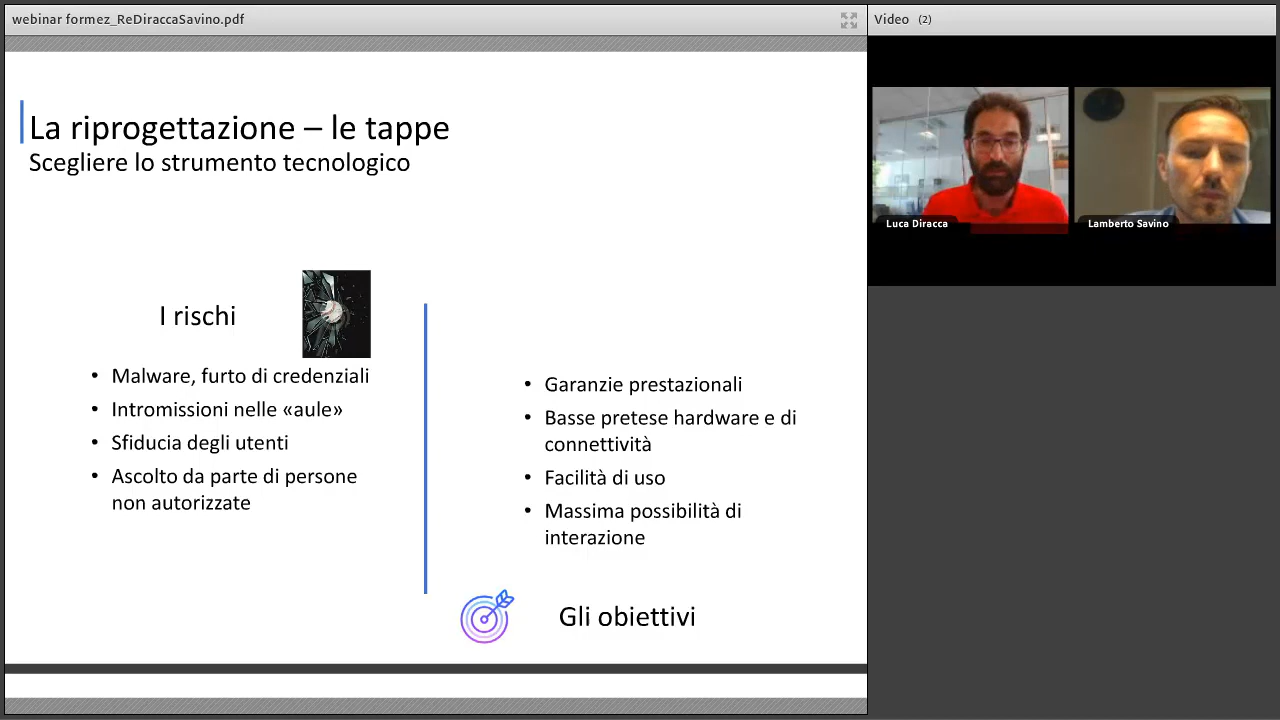 webinar formez_ReDiraccaSavino.pdf
Video (2)
La riprogettazione – le tappe
Scegliere lo strumento tecnologico
I rischi
• Malware, furto di credenziali
• Intromissioni nelle «aule»
• Sfiducia degli utenti
• Ascolto da parte di persone
non autorizzate
• Garanzie prestazionali
• Basse pretese hardware e di
connettività
• Facilità di uso
• Massima possibilità di
interazione
Gli obiettivi
Luca Diracca
Lamberto Savino